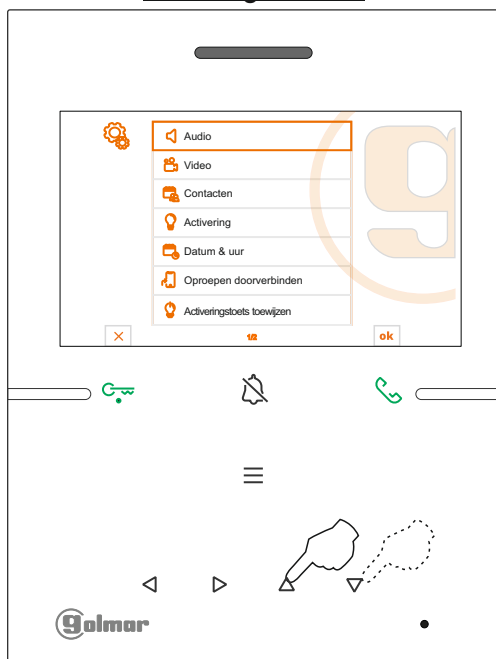 Audio
Video
Contacten
Activering
Datum & uur
Oproepen doorverbinden
Activeringstoets toewijzen
1/2
ok
golmar